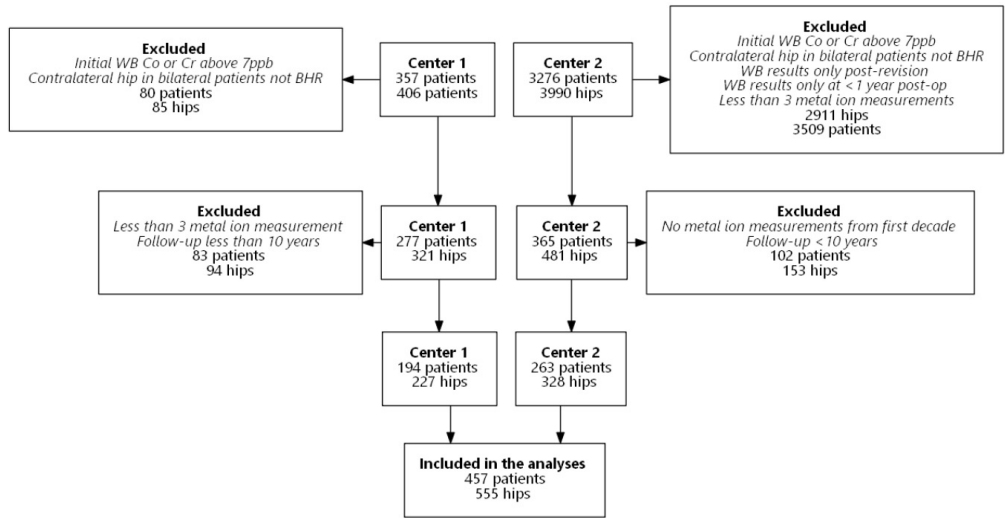 Excluded
Initial WB Co or Cr above 7ppb
Contralateral hip in bilateral patients not BHR
80 patients
85 hips
Center 1
357 patients
406 patients
Center 2
3276 patients
3990 hips
Excluded
Initial WB Co or Cr above 7ppb
Contralateral hip in bilateral patients not BHR
WB results only post-revision
WB results only at <1 year post-op
Less than 3 metal ion measurements
2911 hips
3509 patients
Excluded
Less than 3 metal ion measurement
Follow-up less than 10 years
83 patients
94 hips
Center 1
277 patients
321 hips
Center 2
365 patients
481 hips
Excluded
No metal ion measurements from first decade
Follow-up <10 years
102 patients
153 hips
Center 1
194 patients
227 hips
Center 2
263 patients
328 hips
Included in the analyses
457 patients
555 hips